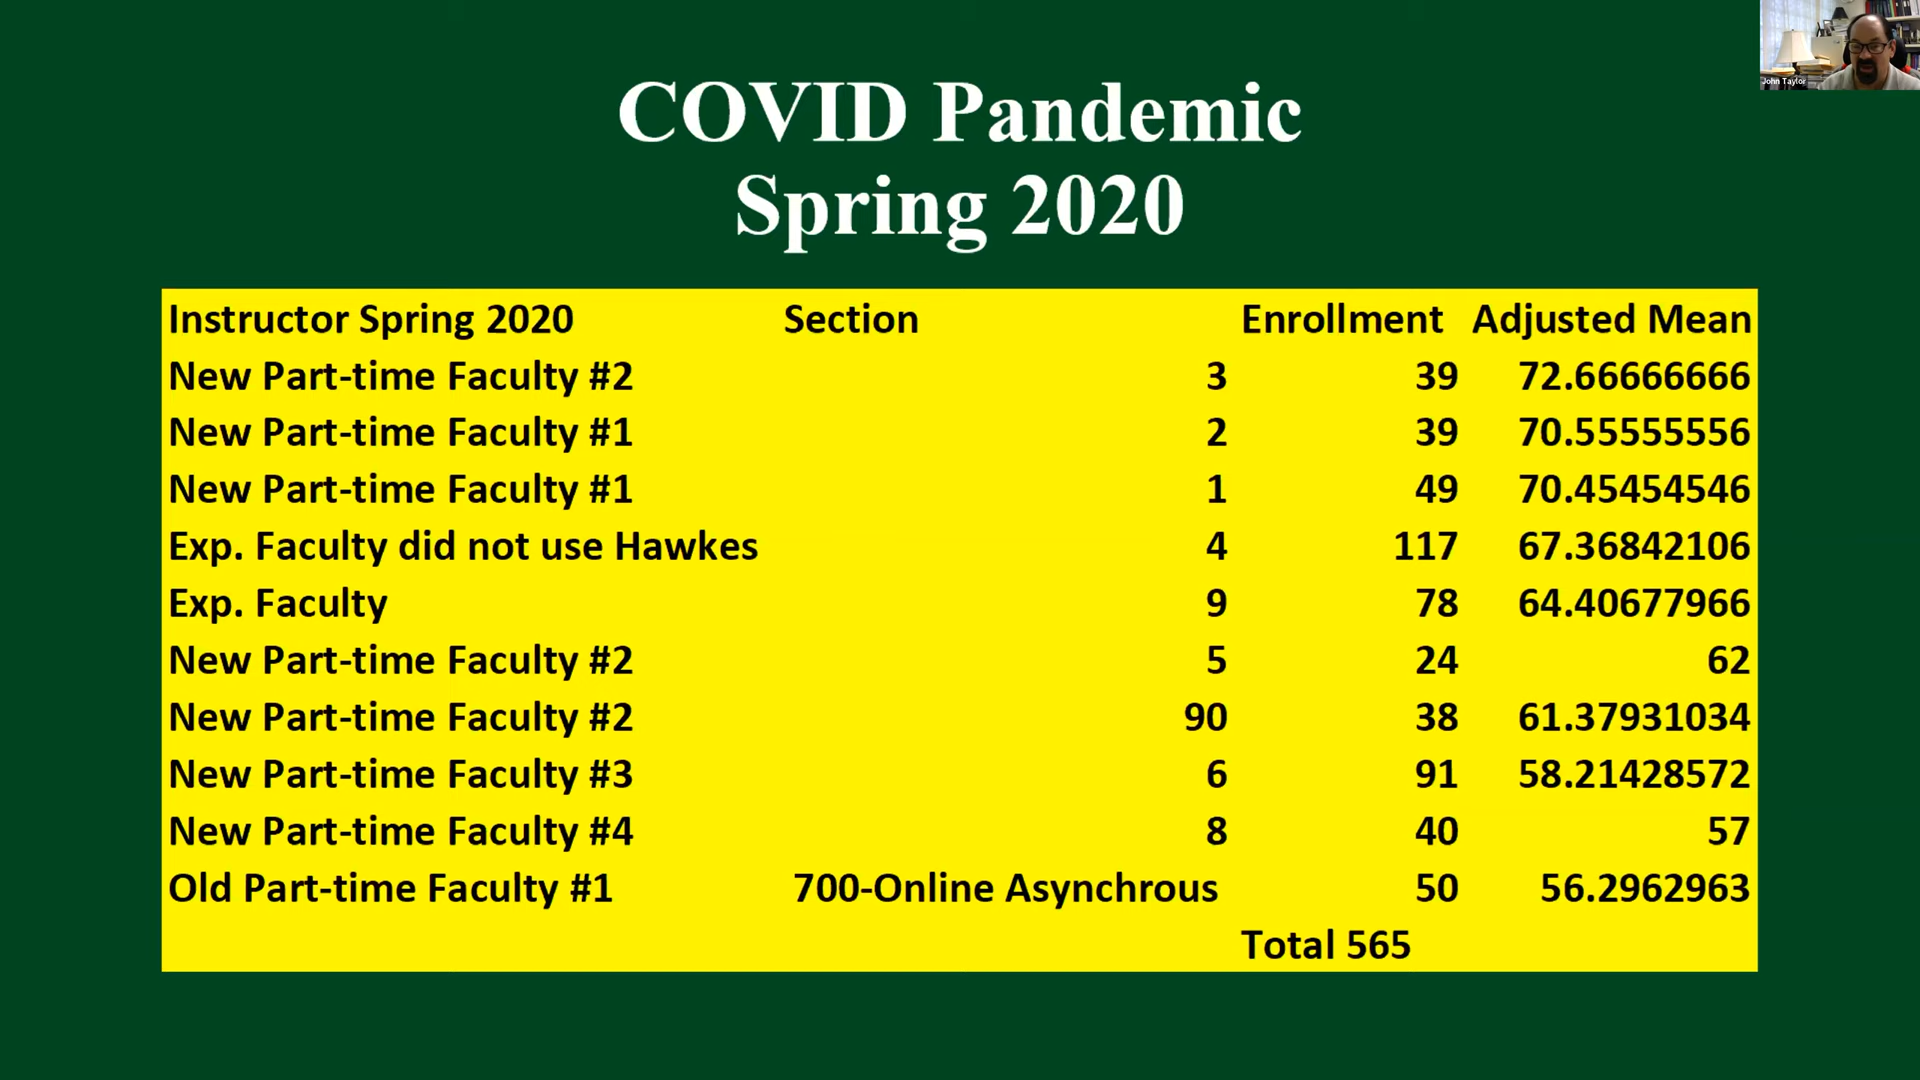 John Taylor
COVID Pandemic
Spring 2020
Instructor Spring 2020 Section Enrollment Adjusted Mean
New Part-time Faculty #2 3 39 72.66666666
New Part-time Faculty #1 2 39 70.55555556
New Part-time Faculty #1 1 49 70.45454546
Exp. Faculty did not use Hawkes 4 117 67.36842106
Exp. Faculty 9 78 64.40677966
New Part-time Faculty #2 5 24 62
New Part-time Faculty #2 90 38 61.37931034
New Part-time Faculty #3 6 91 58.21428572
New Part-time Faculty #4 8 40 57
Old Part-time Faculty #1 700-Online Asynchrous 50 56.2962963
Total 565